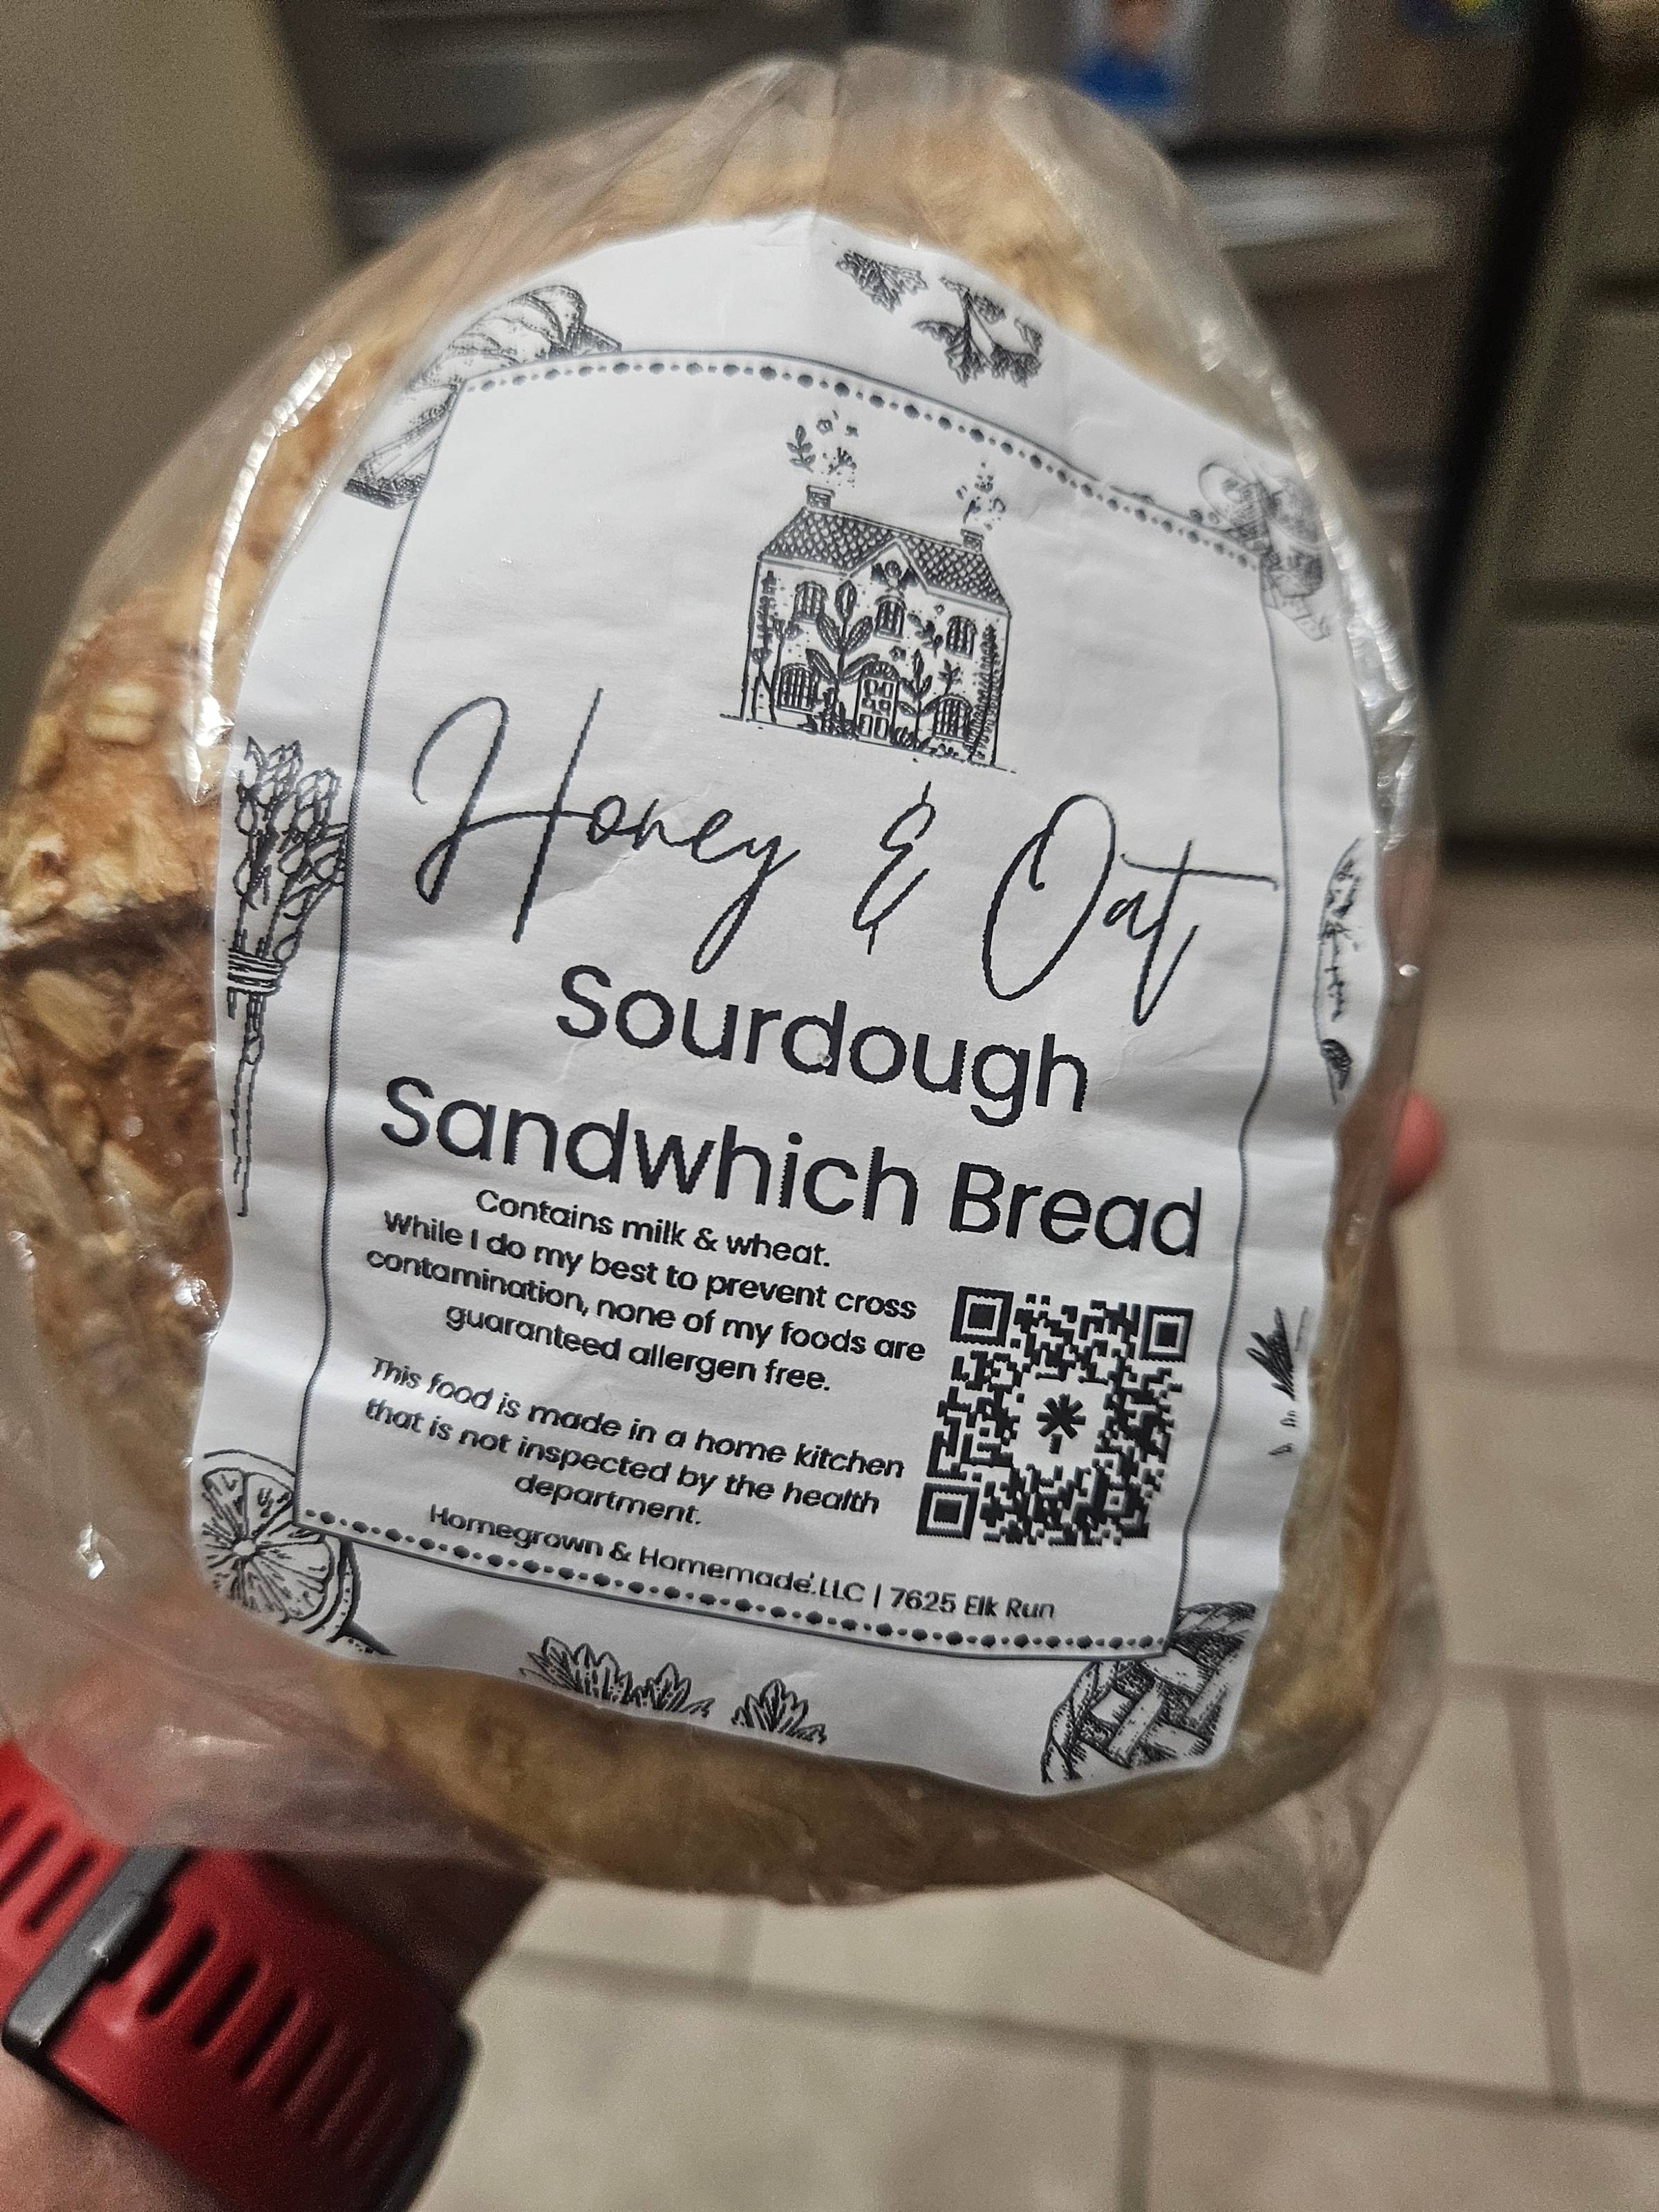 Honey & Oat
Sourdough
Sandwhich Bread
Contains milk & wheat.
While I do my best to prevent cross
contamination, none of my foods are
guaranteed allergen free.
This food is made in a home kitchen
that is not inspected by the health
department.
Homegrown & Homemade, LLC | 7625 Elk Run